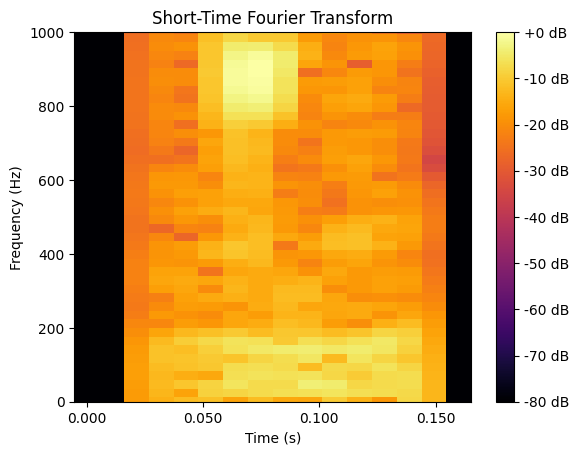 Short-Time Fourier Transform
1000
800
600
400
200
0
Frequency (Hz)
0.000
0.050
0.100
0.150
Time (s)
+0 dB
-10 dB
-20 dB
-30 dB
-40 dB
-50 dB
-60 dB
-70 dB
-80 dB